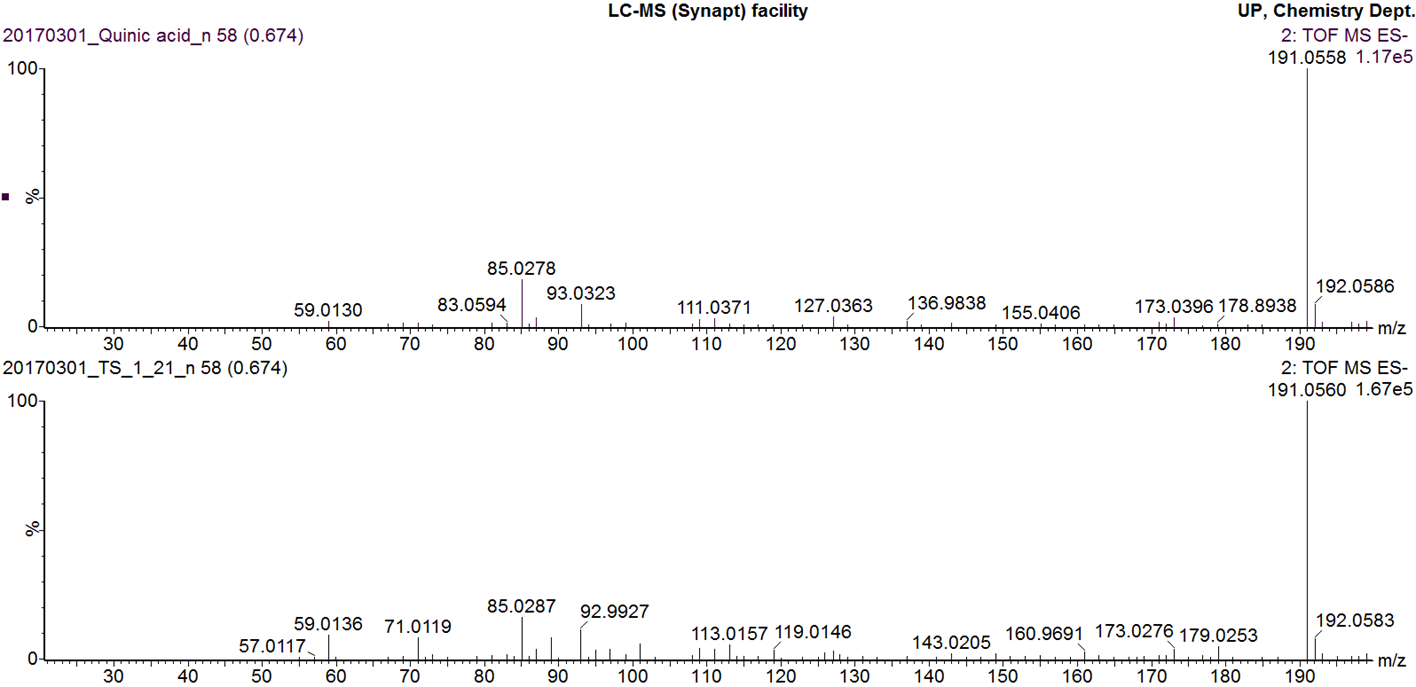 LC-MS (Synapt) facility
UP, Chemistry Dept.
20170301_Quinic acid_n 58 (0.674)
2: TOF MS ES-
191.0558 1.17e5
100
%
0
85.0278
93.0323
59.0130
83.0594
111.0371
127.0363
136.9838
155.0406
173.0396
178.8938
192.0586
30 40 50 60 70 80 90 100 110 120 130 140 150 160 170 180 190 m/z
20170301_TS_1_21_n 58 (0.674)
2: TOF MS ES-
191.0560 1.67e5
100
%
0
57.0117
59.0136
71.0119
85.0287
92.9927
113.0157
119.0146
143.0205
160.9691
173.0276
179.0253
192.0583
30 40 50 60 70 80 90 100 110 120 130 140 150 160 170 180 190 m/z